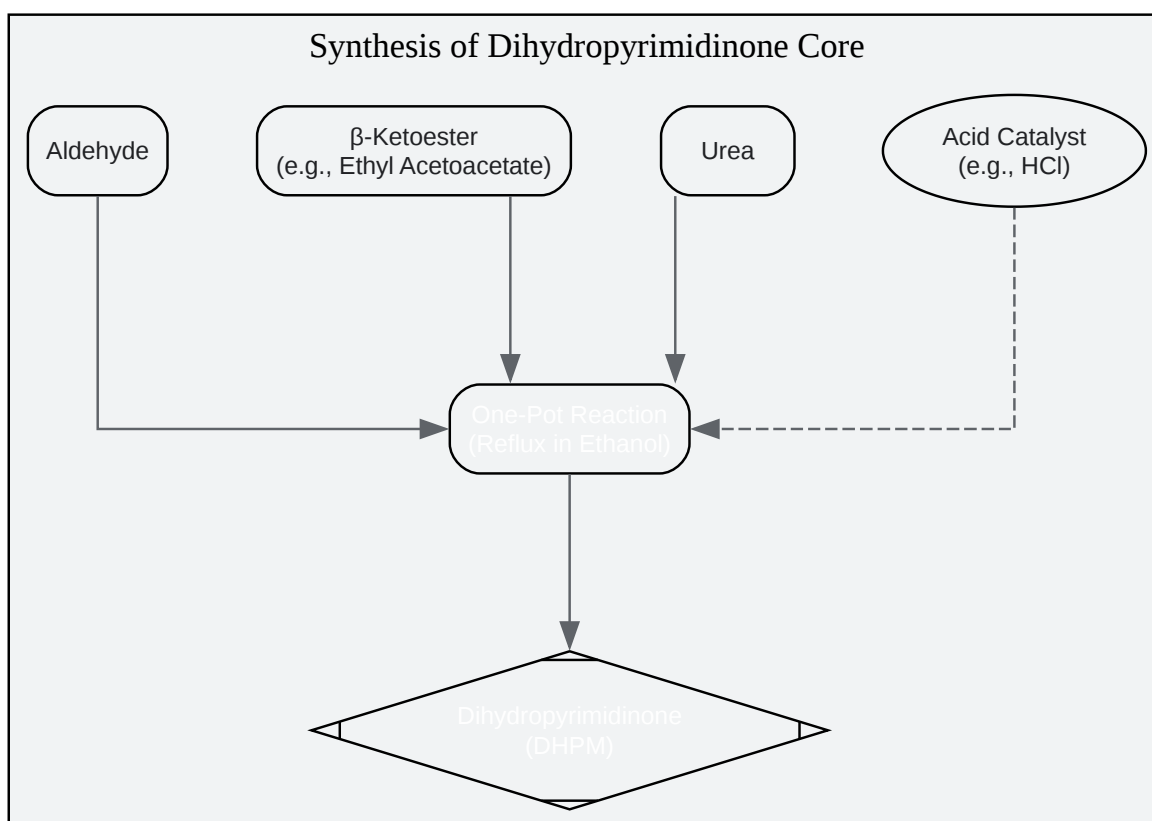 Synthesis of Dihydropyrimidinone Core
Aldehyde
β-Ketoester
(e.g., Ethyl Acetoacetate)
Urea
Acid Catalyst
(e.g., HCl)
One-Pot Reaction
(Reflux in Ethanol)
Dihydropyrimidinone
(DHPM)